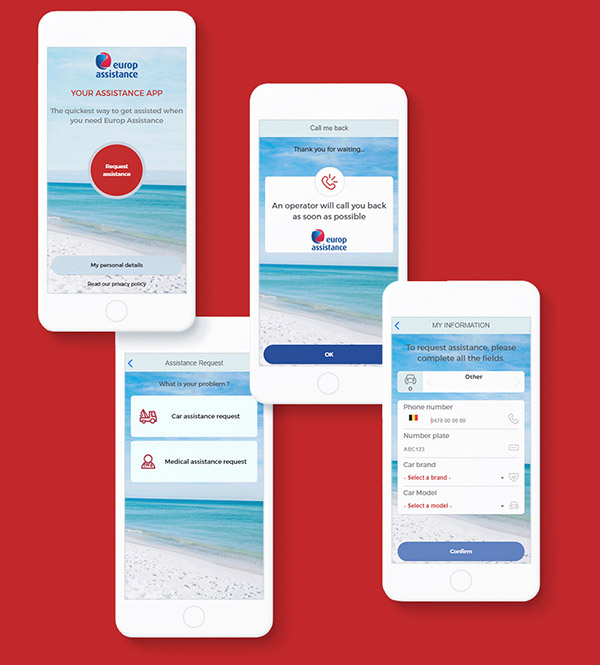 europ
assistance
YOUR ASSISTANCE APP
The quickest way to get assisted when
you need Europ Assistance
Request
assistance
My personal details
Read our privacy policy
Call me back
Thank you for waiting...
An operator will call you back
as soon as possible
europ
assistance
OK
Assistance Request
What is your problem ?
Car assistance request
Medical assistance request
MY INFORMATION
To request assistance, please
complete all the fields.
Other
0
Phone number
0470 00 00 00
Number plate
ABC123
Car brand
- Select a brand -
Car Model
- Select a model -
Confirm